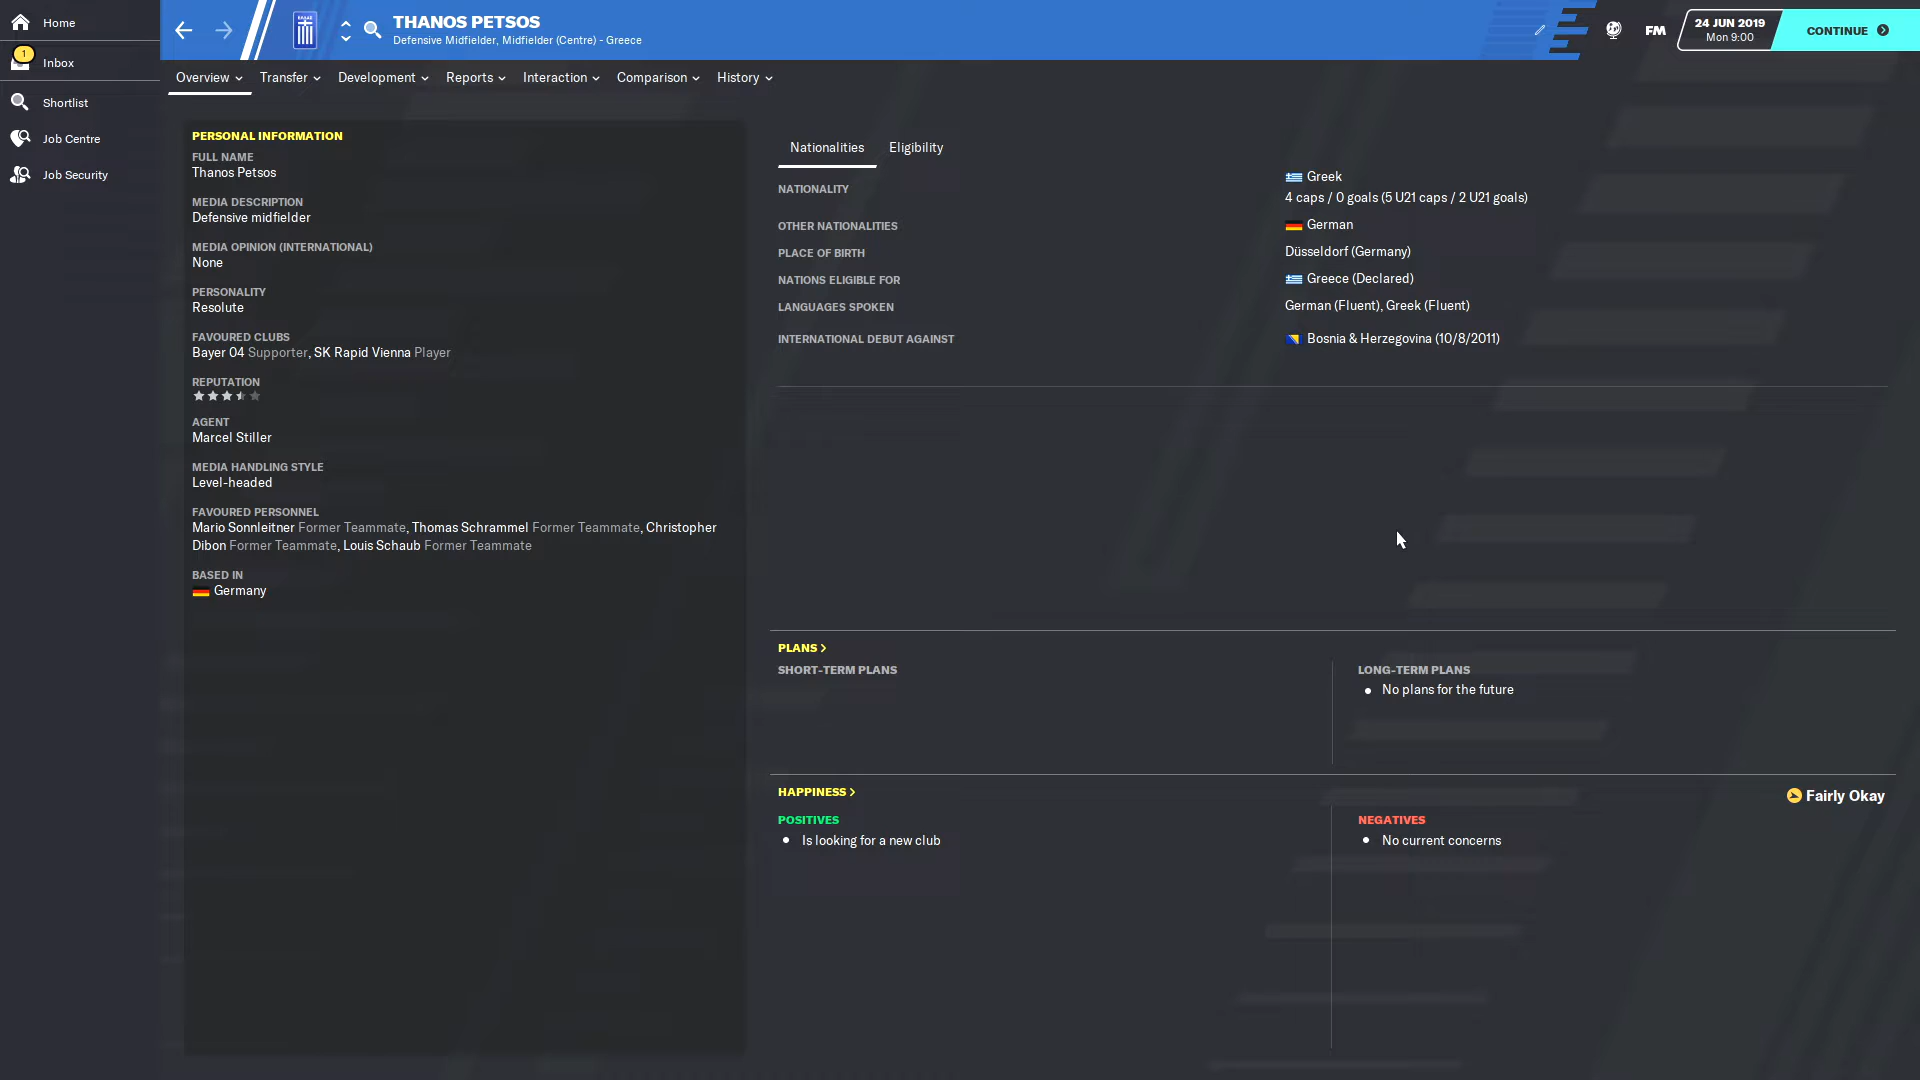 Home
1
Inbox
Shortlist
Job Centre
Job Security
THANOS PETSOS
Defensive Midfielder, Midfielder (Centre) - Greece
FM
24 JUN 2019
Mon 9:00
CONTINUE
Overview
Transfer
Development
Reports
Interaction
Comparison
History
PERSONAL INFORMATION
FULL NAME
Thanos Petsos
MEDIA DESCRIPTION
Defensive midfielder
MEDIA OPINION (INTERNATIONAL)
None
PERSONALITY
Resolute
FAVOURED CLUBS
Bayer 04 Supporter, SK Rapid Vienna Player
REPUTATION
AGENT
Marcel Stiller
MEDIA HANDLING STYLE
Level-headed
FAVOURED PERSONNEL
Mario Sonnleitner Former Teammate, Thomas Schrammel Former Teammate, Christopher
Dibon Former Teammate, Louis Schaub Former Teammate
BASED IN
Germany
Nationalities
Eligibility
NATIONALITY
Greek
4 caps / 0 goals (5 U21 caps / 2 U21 goals)
OTHER NATIONALITIES
German
PLACE OF BIRTH
Düsseldorf (Germany)
NATIONS ELIGIBLE FOR
Greece (Declared)
LANGUAGES SPOKEN
German (Fluent), Greek (Fluent)
INTERNATIONAL DEBUT AGAINST
Bosnia & Herzegovina (10/8/2011)
PLANS >
SHORT-TERM PLANS
LONG-TERM PLANS
• No plans for the future
HAPPINESS >
Fairly Okay
POSITIVES
• Is looking for a new club
NEGATIVES
• No current concerns